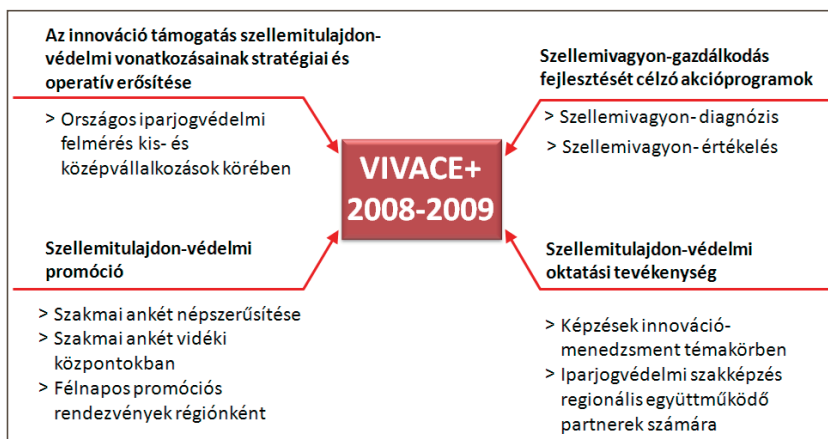 Az innováció támogatás szellemitulajdon-
védelmi vonatkozásainak stratégiai és
operatív erősítése
> Országos iparjogvédelmi
felmérés kis- és
középvállalkozások körében
Szellemivagyon-gazdálkodás
fejlesztését célzó akcióprogramok
> Szellemivagyon- diagnózis
> Szellemivagyon- értékelés
VIVACE+
2008-2009
Szellemitulajdon-védelmi
promóció
> Szakmai ankét népszerűsítése
> Szakmai ankét vidéki
központokban
> Félnapos promóciós
rendezvények régiónként
Szellemitulajdon-védelmi
oktatási tevékenység
> Képzések innováció-
menedzsment témakörben
> Iparjogvédelmi szakképzés
regionális együttműködő
partnerek számára